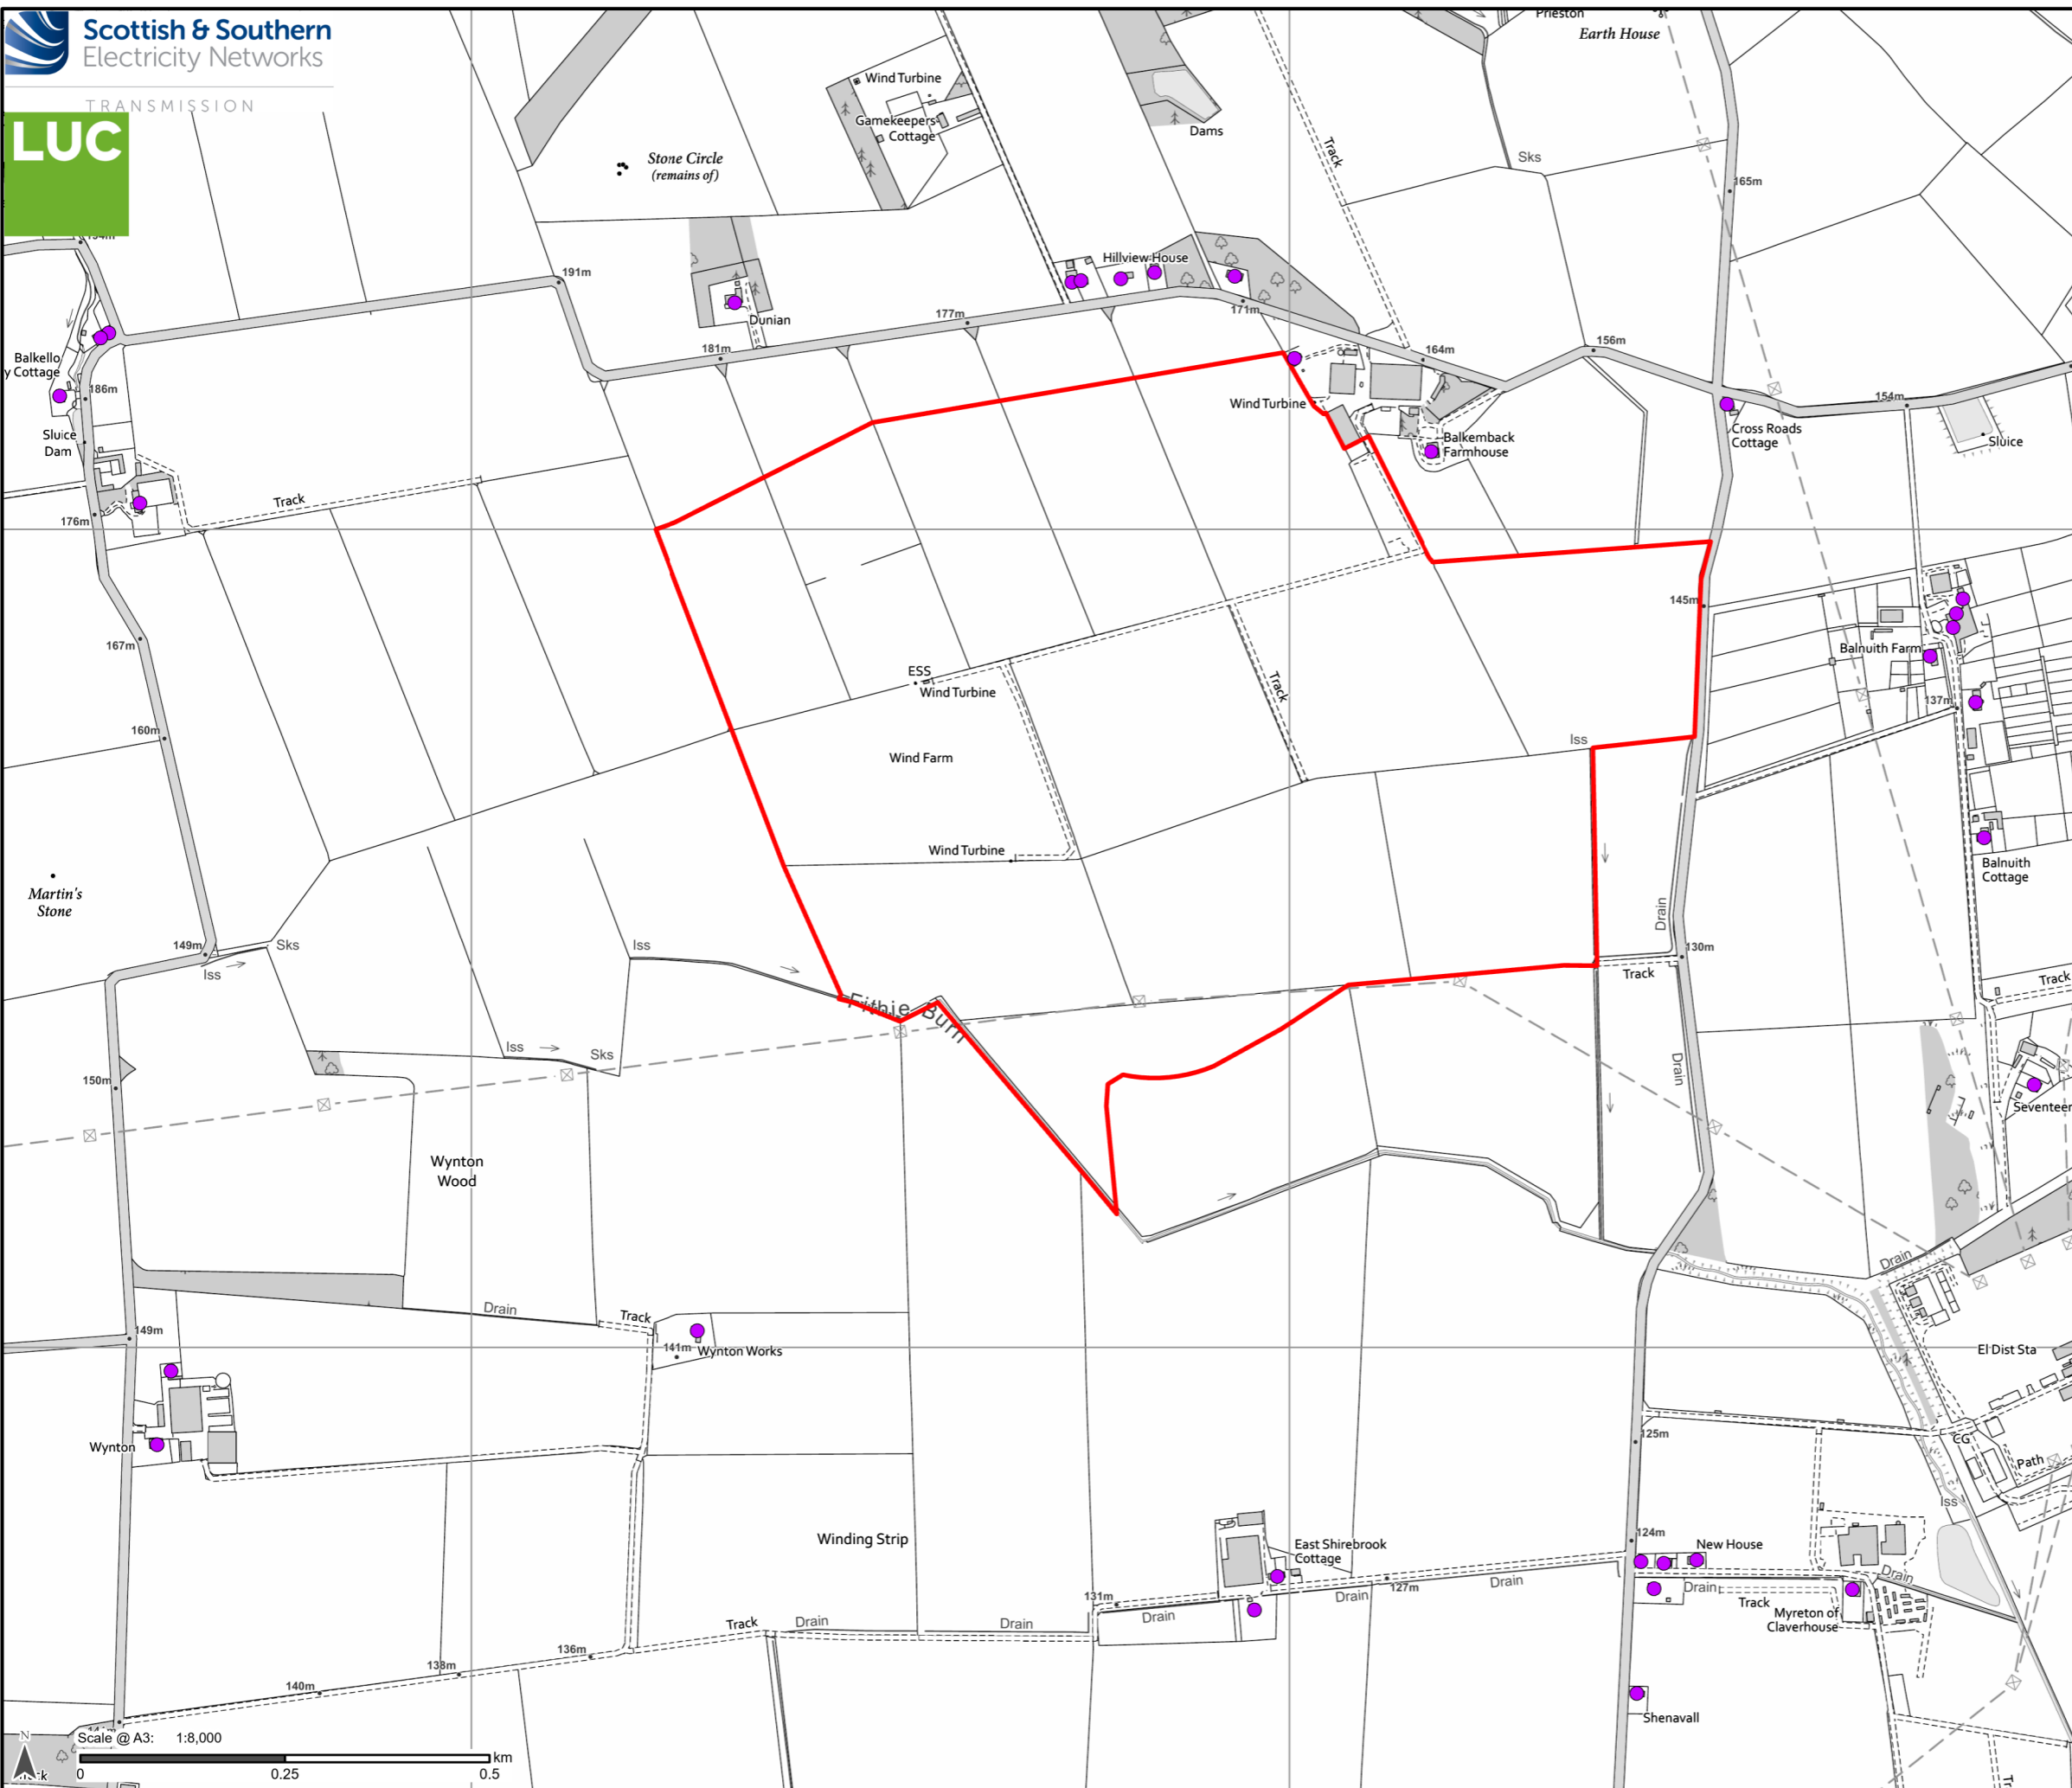 Scottish & Southern
Electricity Networks
TRANSMISSION
LUC
Prieston
Earth House
Wind Turbine
Gamekeepers
Cottage
Dams
Track
Sks
Stone Circle
(remains of)
165m
191m
Hillview House
171m
177m
Dunian
181m
164m
156m
154m
Balkello
y Cottage
186m
Wind Turbine
Cross Roads
Cottage
Sluice
Sluice
Dam
Balkemback
Farmhouse
Track
176m
145m
167m
Balnuith Farm
137m
ESS
Wind Turbine
Track
160m
Iss
Wind Farm
Wind Turbine
Balnuith
Cottage
Martin's
Stone
Drain
149m
Sks
Iss
130m
Iss
Track
Track
Fithie Burn
Iss
Sks
150m
Drain
Seventeen
Wynton
Wood
Drain
Drain
Track
149m
141m
Wynton Works
El Dist Sta
125m
CG
Path
Wynton
Iss
124m
Winding Strip
East Shirebrook
Cottage
New House
127m
Drain
Drain
131m
Drain
Drain
Drain
Track
Myreton of
Claverhouse
Track
Drain
Drain
136m
138m
140m
Shenavall
N
Scale @ A3: 1:8,000
km
0
0.25
0.5